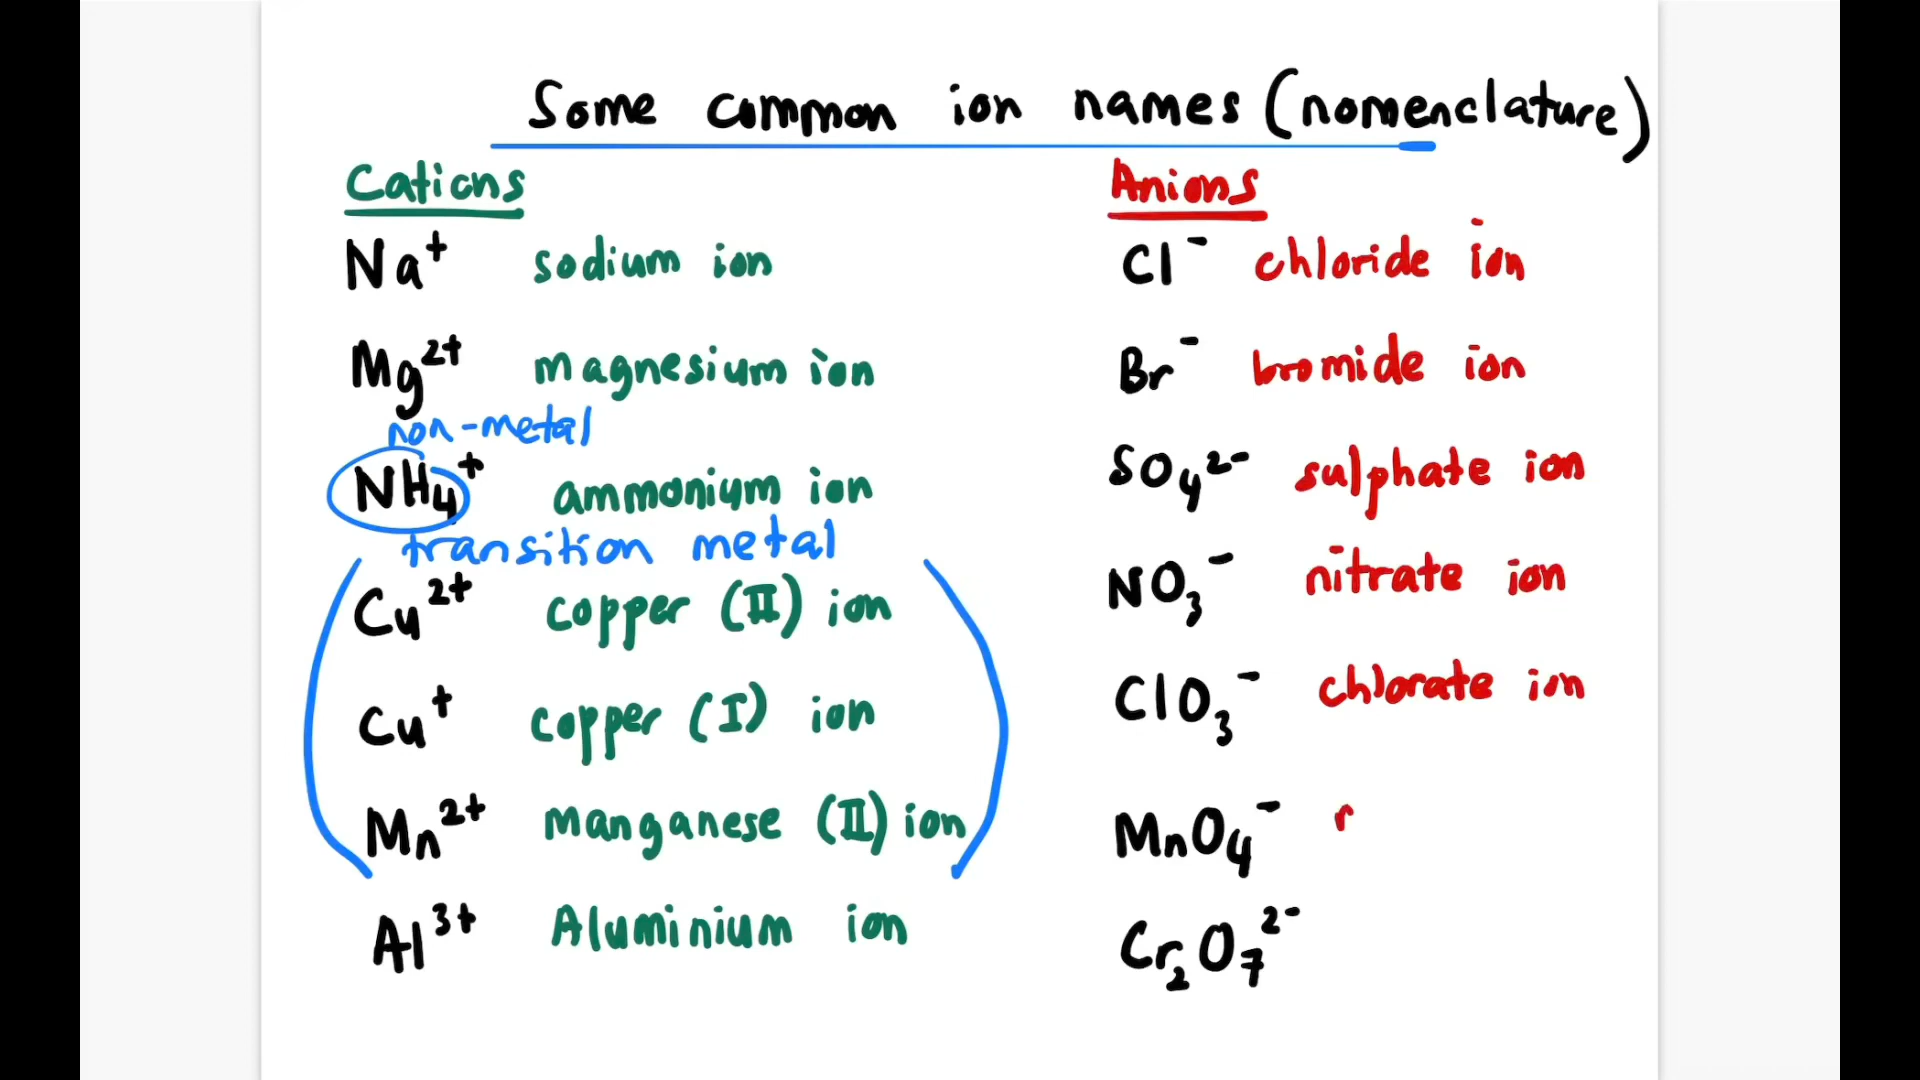 Some common ion names (nomenclature)
Cations
Na⁺ sodium ion
Mg²⁺ magnesium ion
non-metal
NH₄⁺ ammonium ion
transition metal
Cu²⁺ copper (II) ion
Cu⁺ copper (I) ion
Mn²⁺ manganese (II) ion
Al³⁺ Aluminium ion
Anions
Cl⁻ chloride ion
Br⁻ bromide ion
SO₄²⁻ sulphate ion
NO₃⁻ nitrate ion
ClO₃⁻ chlorate ion
MnO₄⁻
Cr₂O₇²⁻